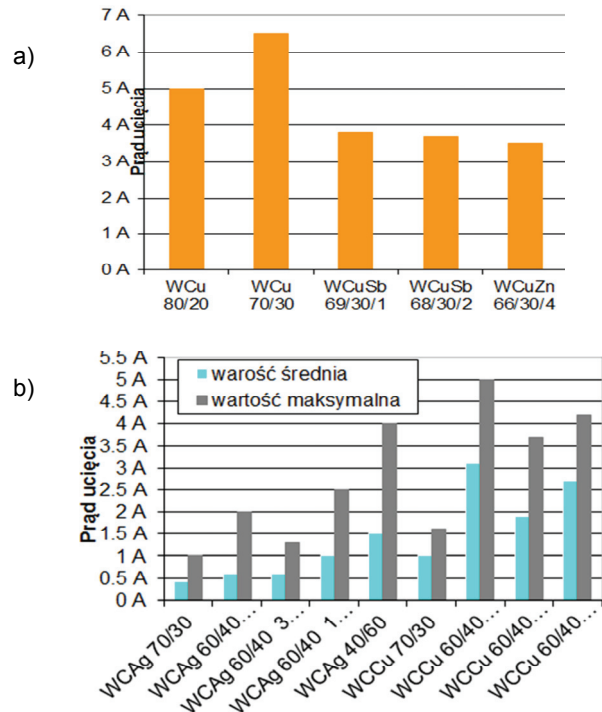 a)
Prąd ucięcia
7 A
6 A
5 A
4 A
3 A
2 A
1 A
0 A
WCu 80/20
WCu 70/30
WCuSb 69/30/1
WCuSb 68/30/2
WCuZn 66/30/4
b)
Prąd ucięcia
5.5 A
5 A
4.5 A
4 A
3.5 A
3 A
2.5 A
2 A
1.5 A
1 A
0.5 A
0 A
warość średnia
wartość maksymalna
WCAg 70/30
WCAg 60/40...
WCAg 60/40 3...
WCAg 60/40 1...
WCAg 40/60
WCCu 70/30
WCCu 60/40...
WCCu 60/40...
WCCu 60/40...